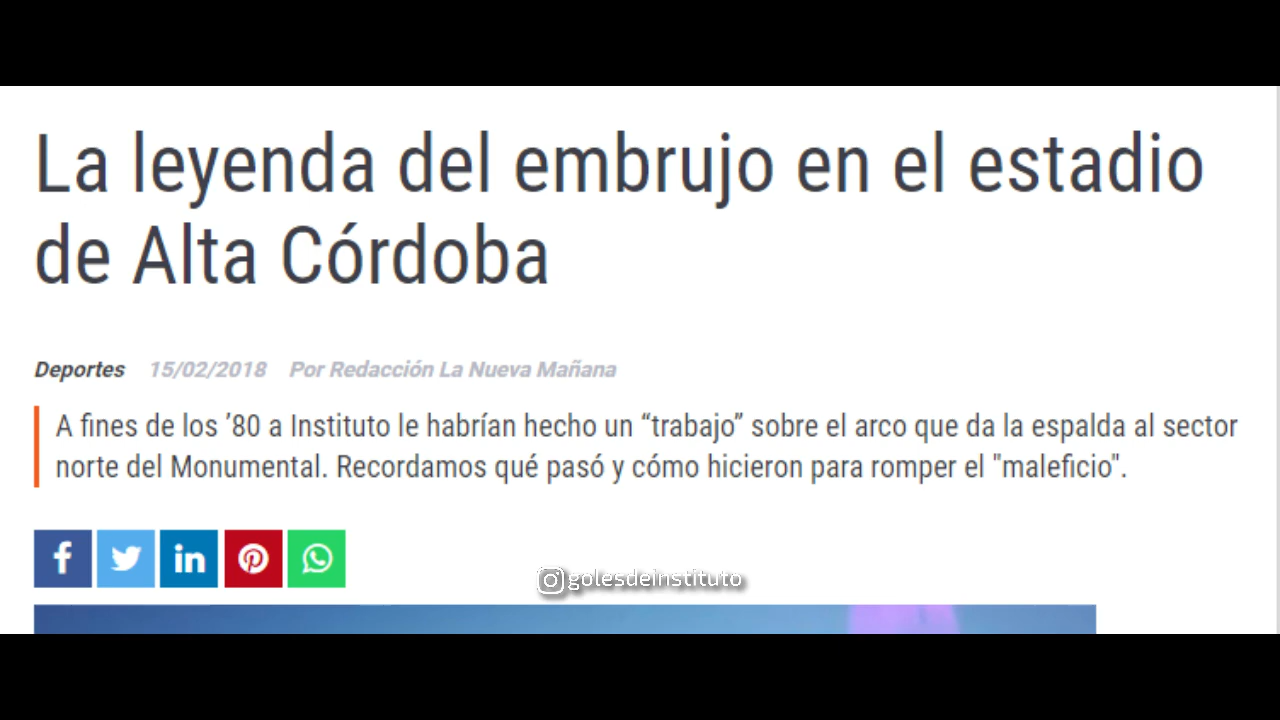 La leyenda del embrujo en el estadio
de Alta Córdoba
Deportes 15/02/2018 Por Redacción La Nueva Mañana
A fines de los ’80 a Instituto le habrían hecho un “trabajo” sobre el arco que da la espalda al sector
norte del Monumental. Recordamos qué pasó y cómo hicieron para romper el "maleficio".
golesdeinstituto